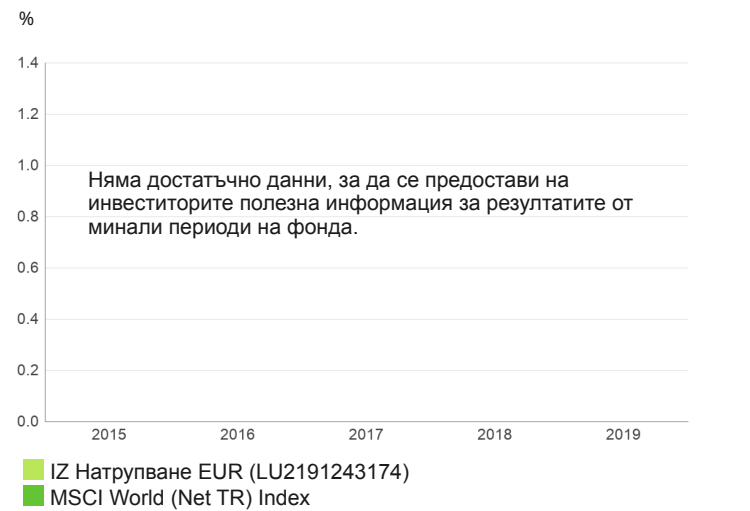 %
1.4
1.2
1.0
Няма достатъчно данни, за да се предостави на
инвеститорите полезна информация за резултатите от
0.8
минали периоди на фонда.
0.6
0.4
0.2
0.0
2015 2016 2017 2018 2019
IZ Натрупване EUR (LU2191243174)
MSCI World (Net TR) Index